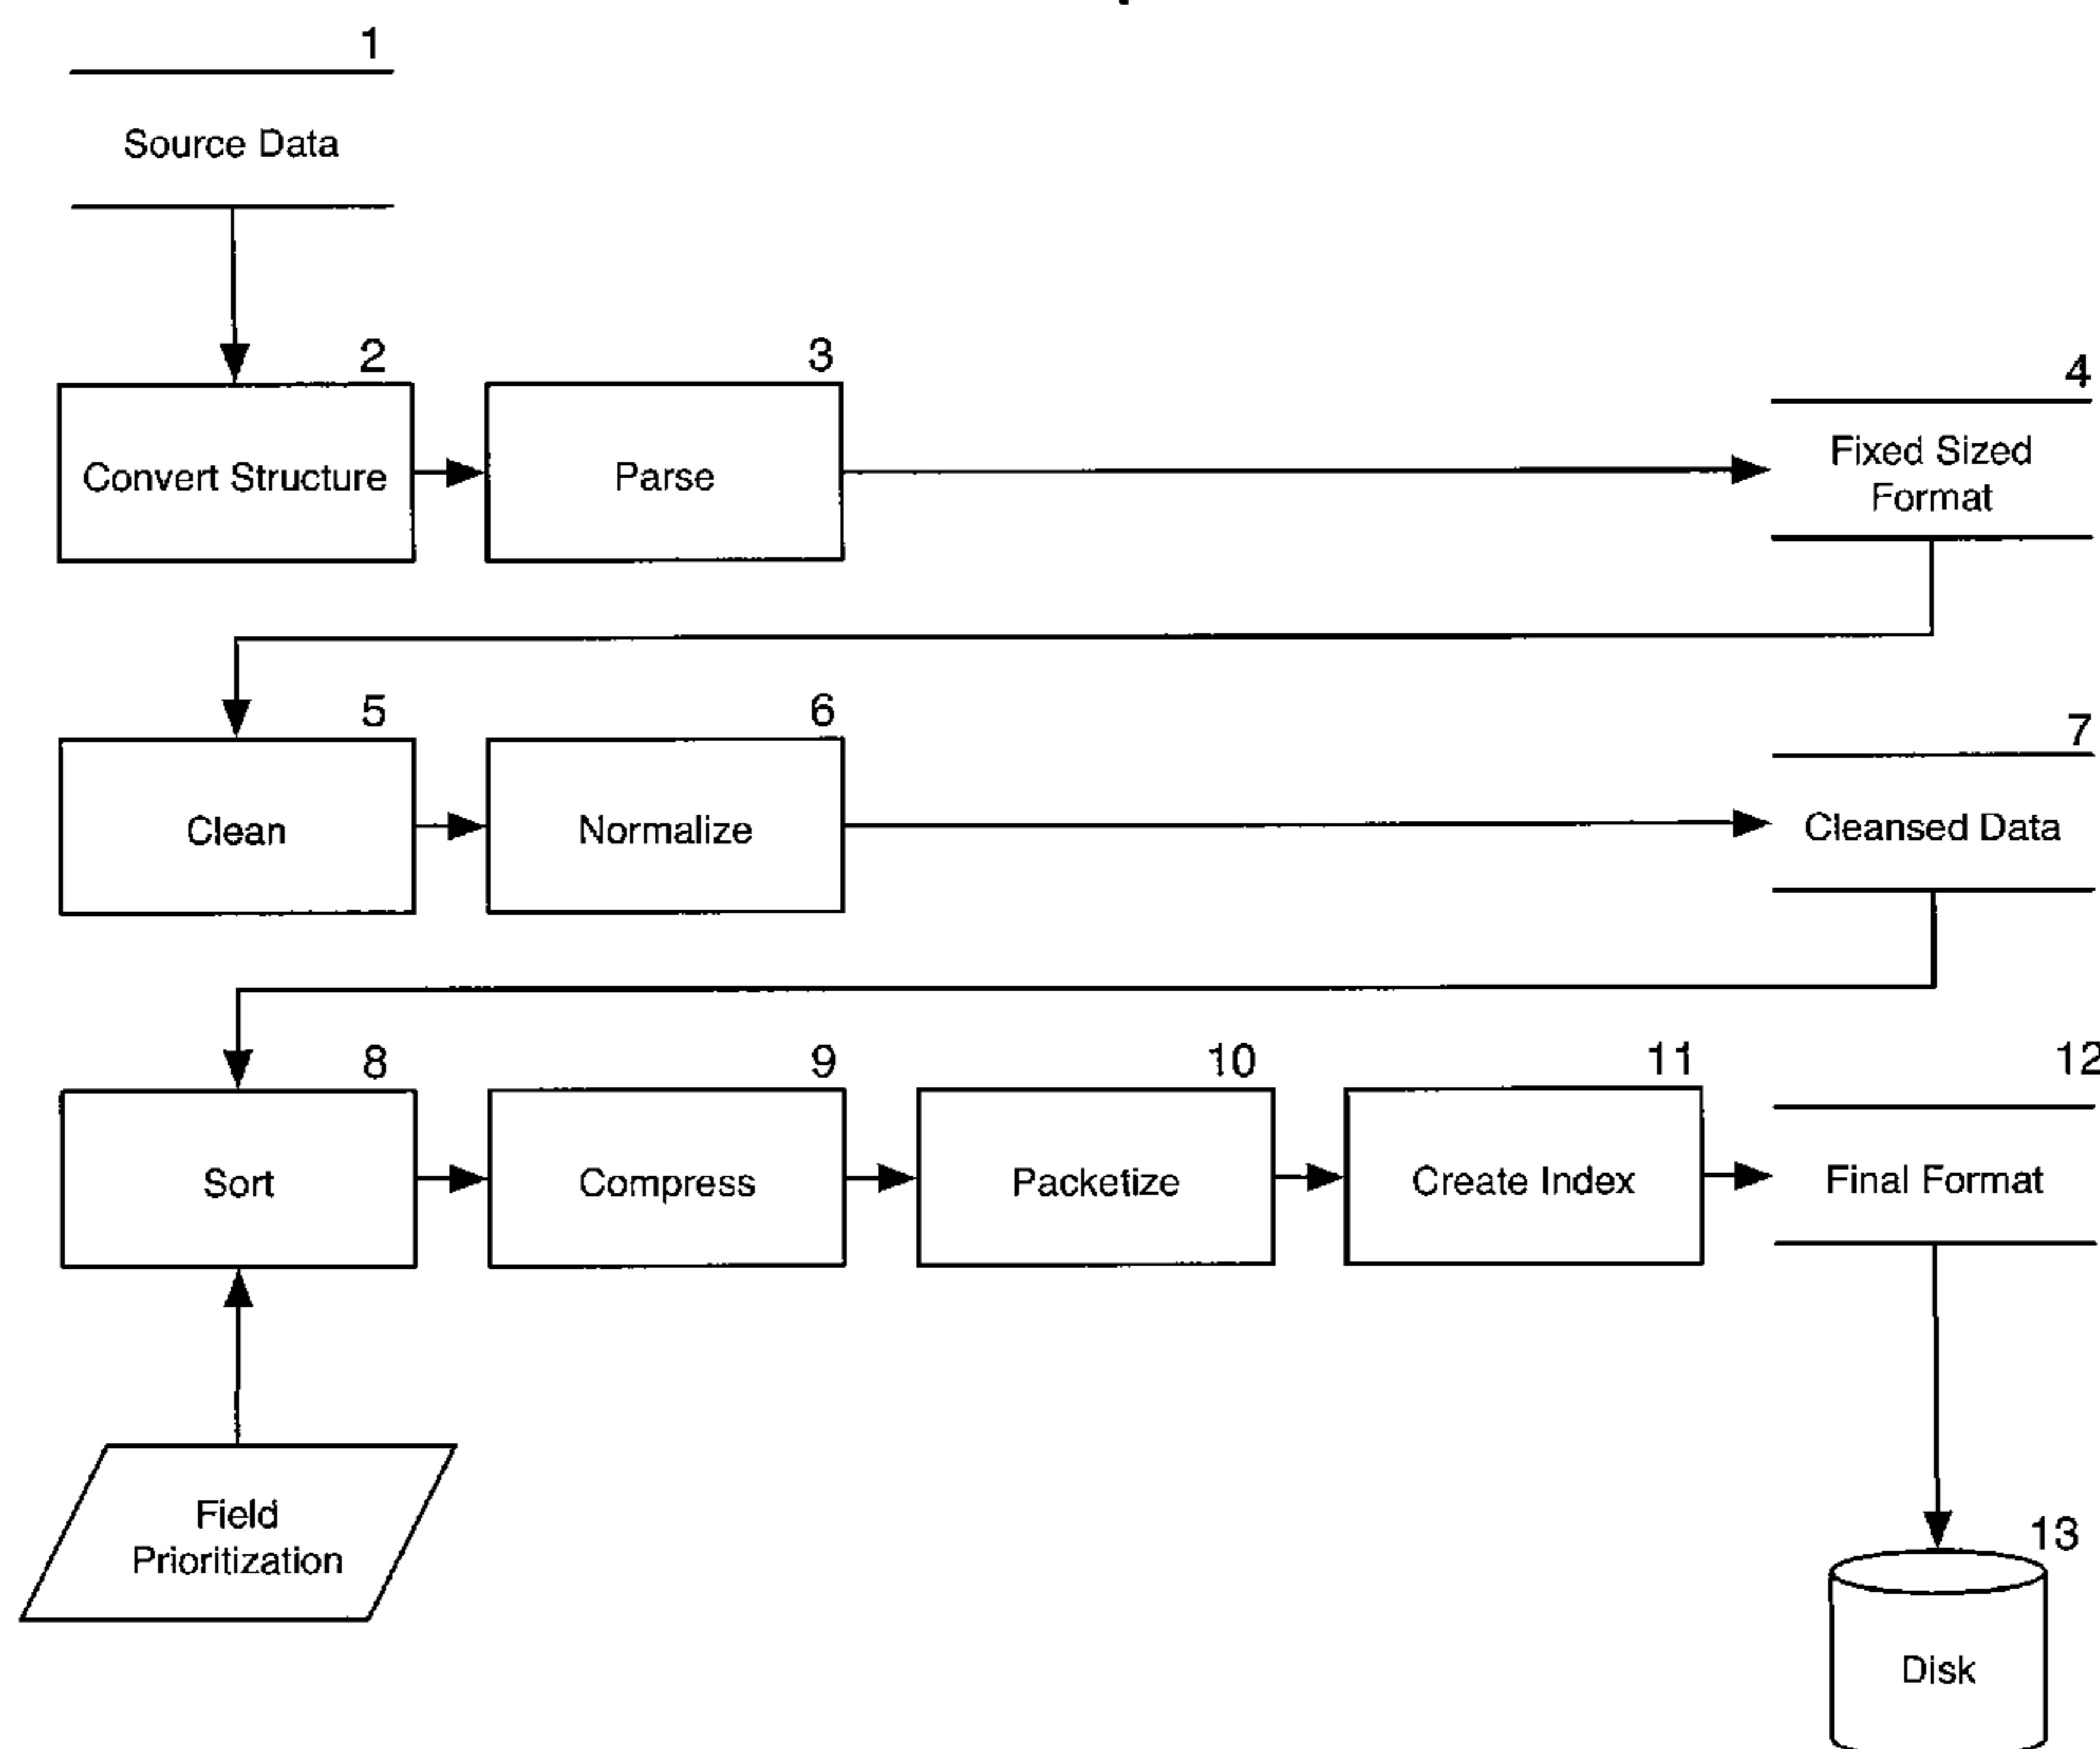 1
Source Data
2
Convert Structure
3
Parse
4
Fixed Sized
Format
5
Clean
6
Normalize
7
Cleansed Data
8
Sort
9
Compress
10
Packetize
11
Create Index
12
Final Format
Field
Prioritization
13
Disk